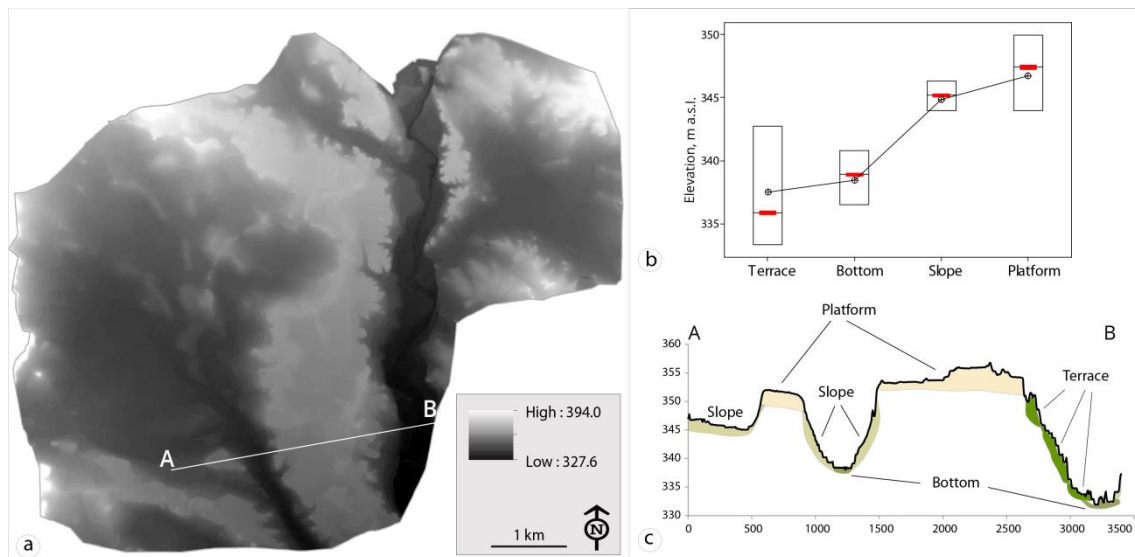 A
B
High : 394.0
Low : 327.6
1 km
N
a
Elevation, m a.s.l.
350
345
340
335
Terrace
Bottom
Slope
Platform
b
A
Platform
B
360
355
350
345
340
335
330
Slope
Slope
Terrace
Bottom
0
500
1000
1500
2000
2500
3000
3500
c